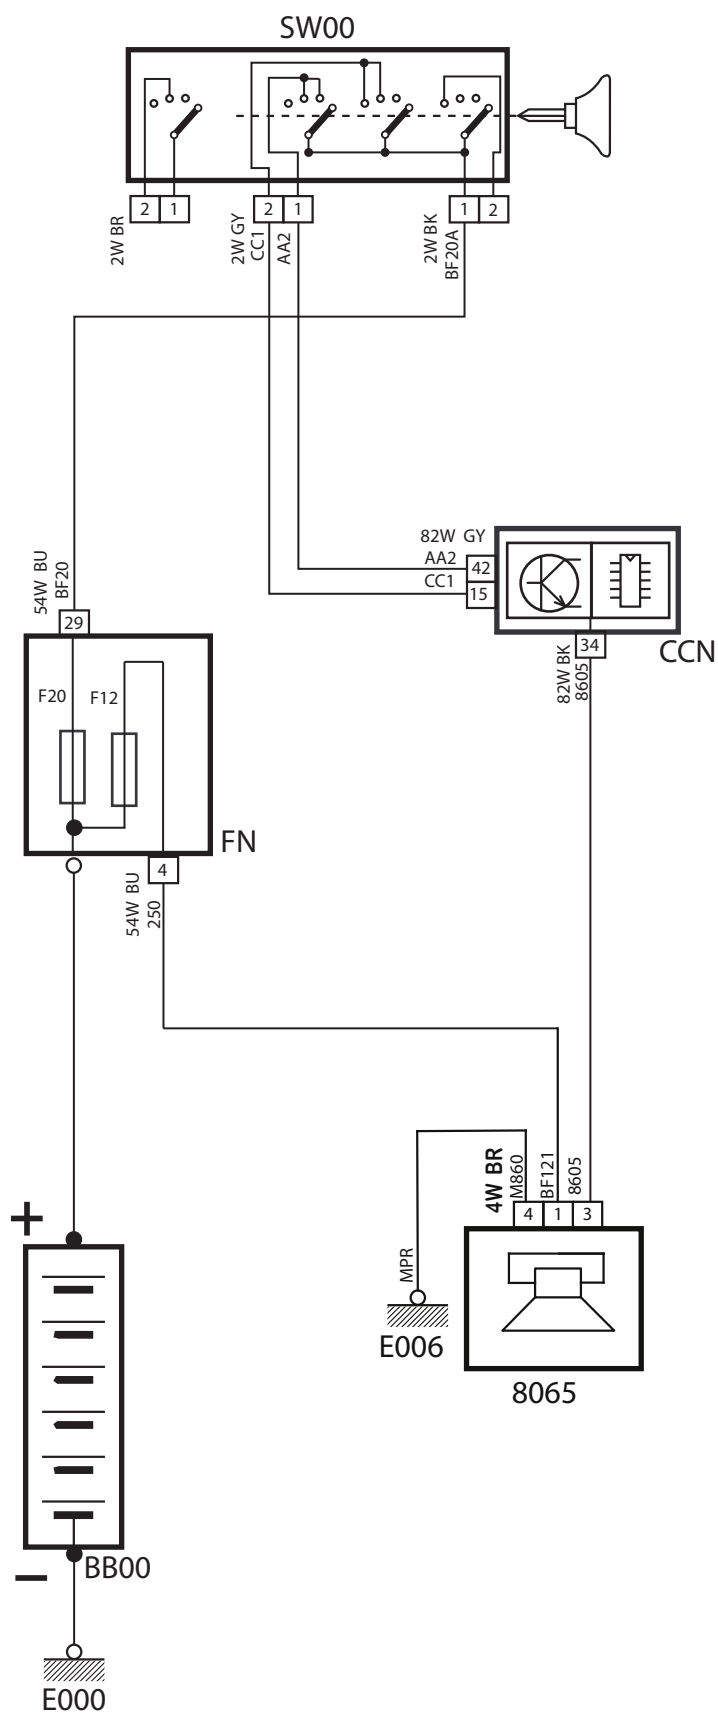 SW00
2 1
2 1
1 2
2W BR
2W GY
CC1
AA2
2W BK
BF20A
82W GY
AA2
42
CC1
15
CCN
34
82W BK
8605
54W BU
BF20
29
F20
F12
FN
4
54W BU
250
4W BR
M860
BF121
8605
4 1 3
MPR
E006
8065
+
BB00
–
E000